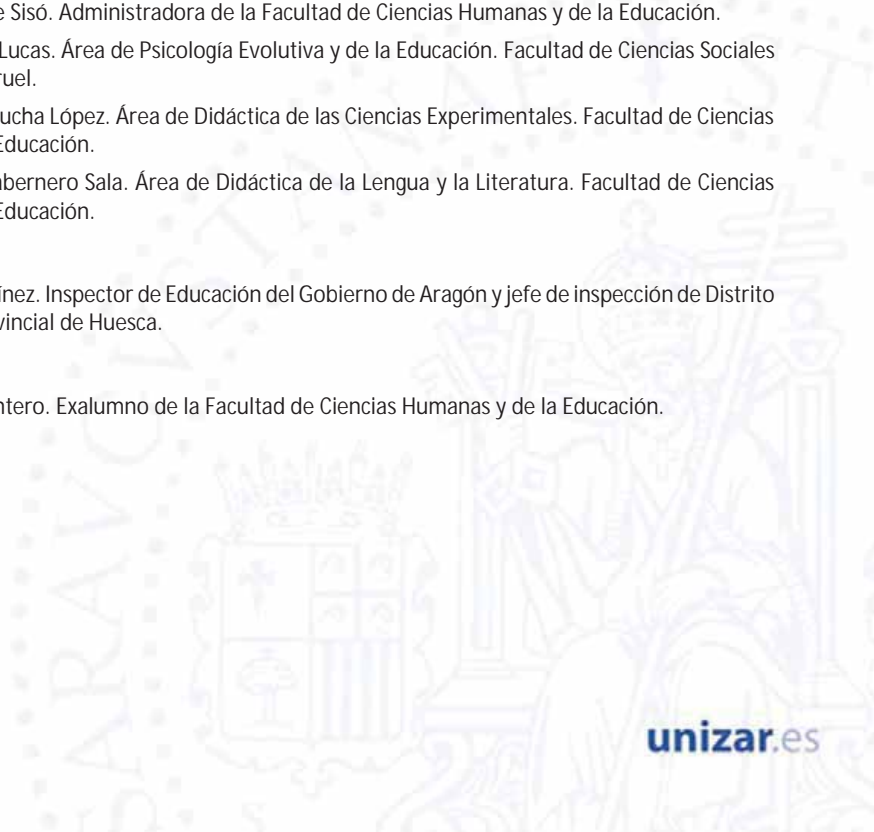 e Sisó. Administradora de la Facultad de Ciencias Humanas y de la Educación.
Lucas. Área de Psicología Evolutiva y de la Educación. Facultad de Ciencias Sociales
ruel.
ucha López. Área de Didáctica de las Ciencias Experimentales. Facultad de Ciencias
Educación.
abernero Sala. Área de Didáctica de la Lengua y la Literatura. Facultad de Ciencias
Educación.
ínez. Inspector de Educación del Gobierno de Aragón y jefe de inspección de Distrito
vincial de Huesca.
ntero. Exalumno de la Facultad de Ciencias Humanas y de la Educación.
unizar.es